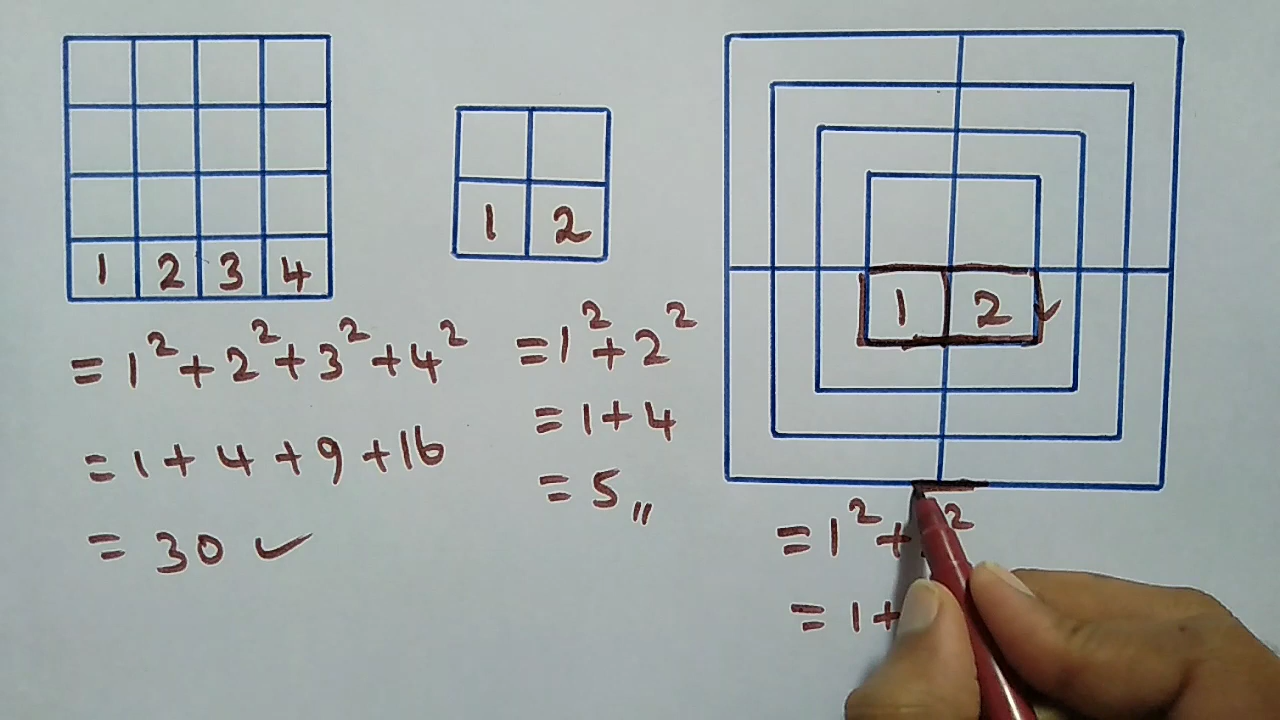 1 2 3 4
= 1² + 2² + 3² + 4²
= 1 + 4 + 9 + 16
= 30 ✓
1 2
= 1² + 2²
= 1 + 4
= 5 〃
1 2 ✓
= 1² + ²
= 1 +